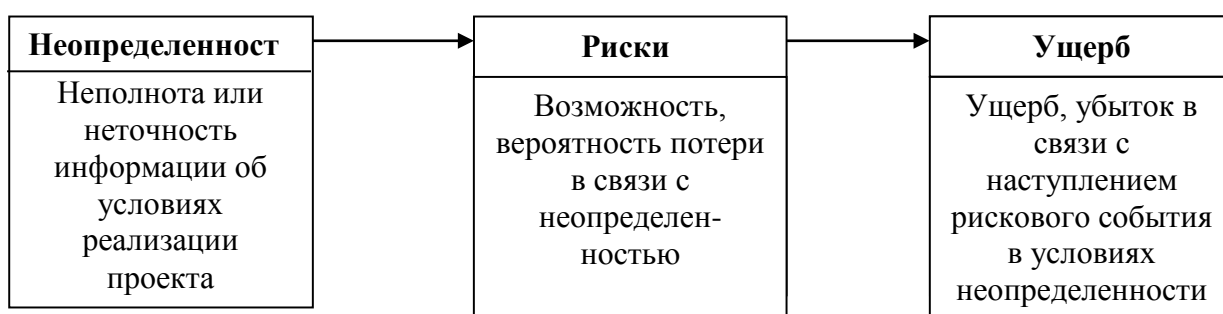 Неопределенност
Неполнота или
неточность
информации об
условиях
реализации
проекта
Риски
Возможность,
вероятность потери
в связи с
неопределен-
ностью
Ущерб
Ущерб, убыток в
связи с
наступлением
рискового события
в условиях
неопределенности